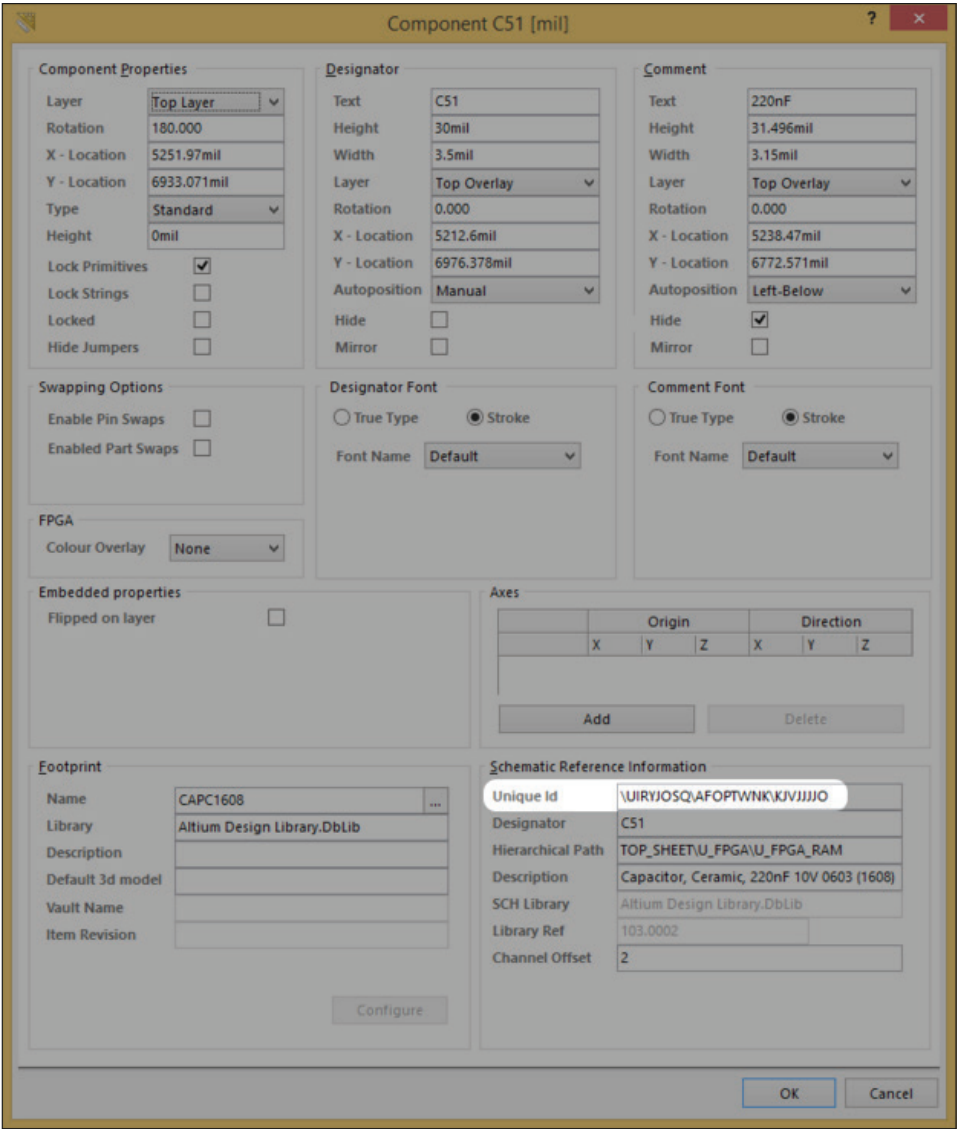 Component C51 [mil]
?
Component Properties
Layer Top Layer
Rotation 180.000
X - Location 5251.97mil
Y - Location 6933.071mil
Type Standard
Height 0mil
Lock Primitives
Lock Strings
Locked
Hide Jumpers
Designator
Text C51
Height 30mil
Width 3.5mil
Layer Top Overlay
Rotation 0.000
X - Location 5212.6mil
Y - Location 6976.378mil
Autoposition Manual
Hide
Mirror
Comment
Text 220nF
Height 31.496mil
Width 3.15mil
Layer Top Overlay
Rotation 0.000
X - Location 5238.47mil
Y - Location 6772.571mil
Autoposition Left-Below
Hide
Mirror
Swapping Options
Enable Pin Swaps
Enabled Part Swaps
Designator Font
True Type Stroke
Font Name Default
Comment Font
True Type Stroke
Font Name Default
FPGA
Colour Overlay None
Embedded properties
Flipped on layer
Axes
Origin Direction
X Y Z X Y Z
Add Delete
Footprint
Name CAPC1608 ...
Library Altium Design Library.DbLib
Description
Default 3d model
Vault Name
Item Revision
Configure
Schematic Reference Information
Unique Id \UIRYJOSQ\AFOPTWNK\KJVJJJJO
Designator C51
Hierarchical Path TOP_SHEET\U_FPGA\U_FPGA_RAM
Description Capacitor, Ceramic, 220nF 10V 0603 (1608)
SCH Library Altium Design Library.DbLib
Library Ref 103.0002
Channel Offset 2
OK Cancel